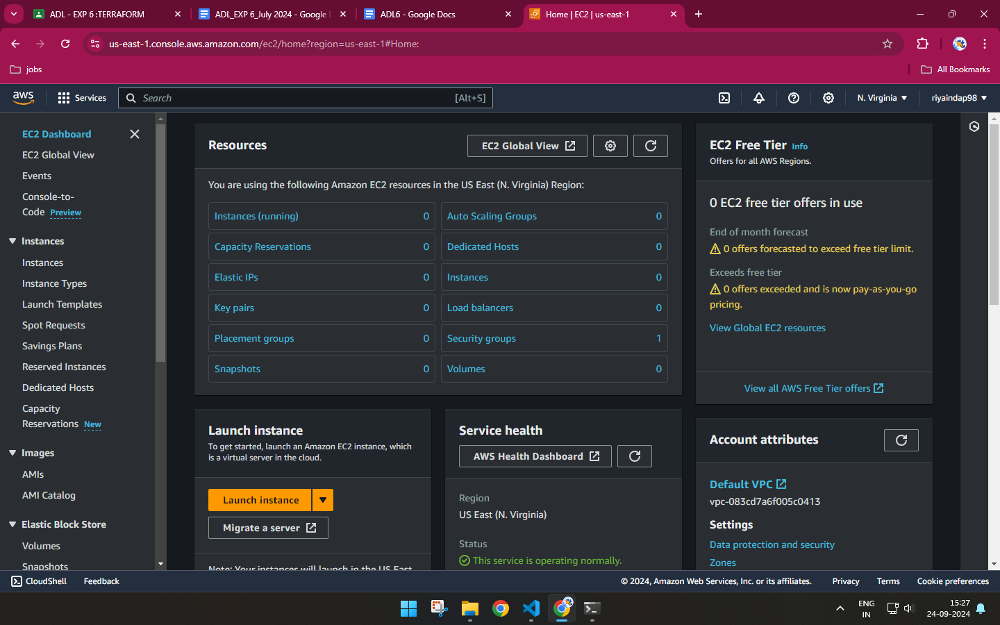 ADL - EXP 6 :TERRAFORM
ADL_EXP 6_July 2024 - Google
ADL6 - Google Docs
Home | EC2 | us-east-1
us-east-1.console.aws.amazon.com/ec2/home?region=us-east-1#Home:
jobs
All Bookmarks
aws
Services
Search
[Alt+S]
N. Virginia
riyaindap98
EC2 Dashboard
EC2 Global View
Events
Console-to-
Code Preview
Instances
Instances
Instance Types
Launch Templates
Spot Requests
Savings Plans
Reserved Instances
Dedicated Hosts
Capacity
Reservations New
Images
AMIs
AMI Catalog
Elastic Block Store
Volumes
Snapshots
Resources
EC2 Global View
You are using the following Amazon EC2 resources in the US East (N. Virginia) Region:
Instances (running) 0
Auto Scaling Groups 0
Capacity Reservations 0
Dedicated Hosts 0
Elastic IPs 0
Instances 0
Key pairs 0
Load balancers 0
Placement groups 0
Security groups 1
Snapshots 0
Volumes 0
Launch instance
To get started, launch an Amazon EC2 instance, which
is a virtual server in the cloud.
Launch instance
Migrate a server
Note: Your instances will launch in the US East
Service health
AWS Health Dashboard
Region
US East (N. Virginia)
Status
This service is operating normally.
EC2 Free Tier Info
Offers for all AWS Regions.
0 EC2 free tier offers in use
End of month forecast
0 offers forecasted to exceed free tier limit.
Exceeds free tier
0 offers exceeded and is now pay-as-you-go
pricing.
View Global EC2 resources
View all AWS Free Tier offers
Account attributes
Default VPC
vpc-083cd7a6f005c0413
Settings
Data protection and security
Zones
CloudShell
Feedback
© 2024, Amazon Web Services, Inc. or its affiliates.
Privacy
Terms
Cookie preferences
ENG
IN
15:27
24-09-2024